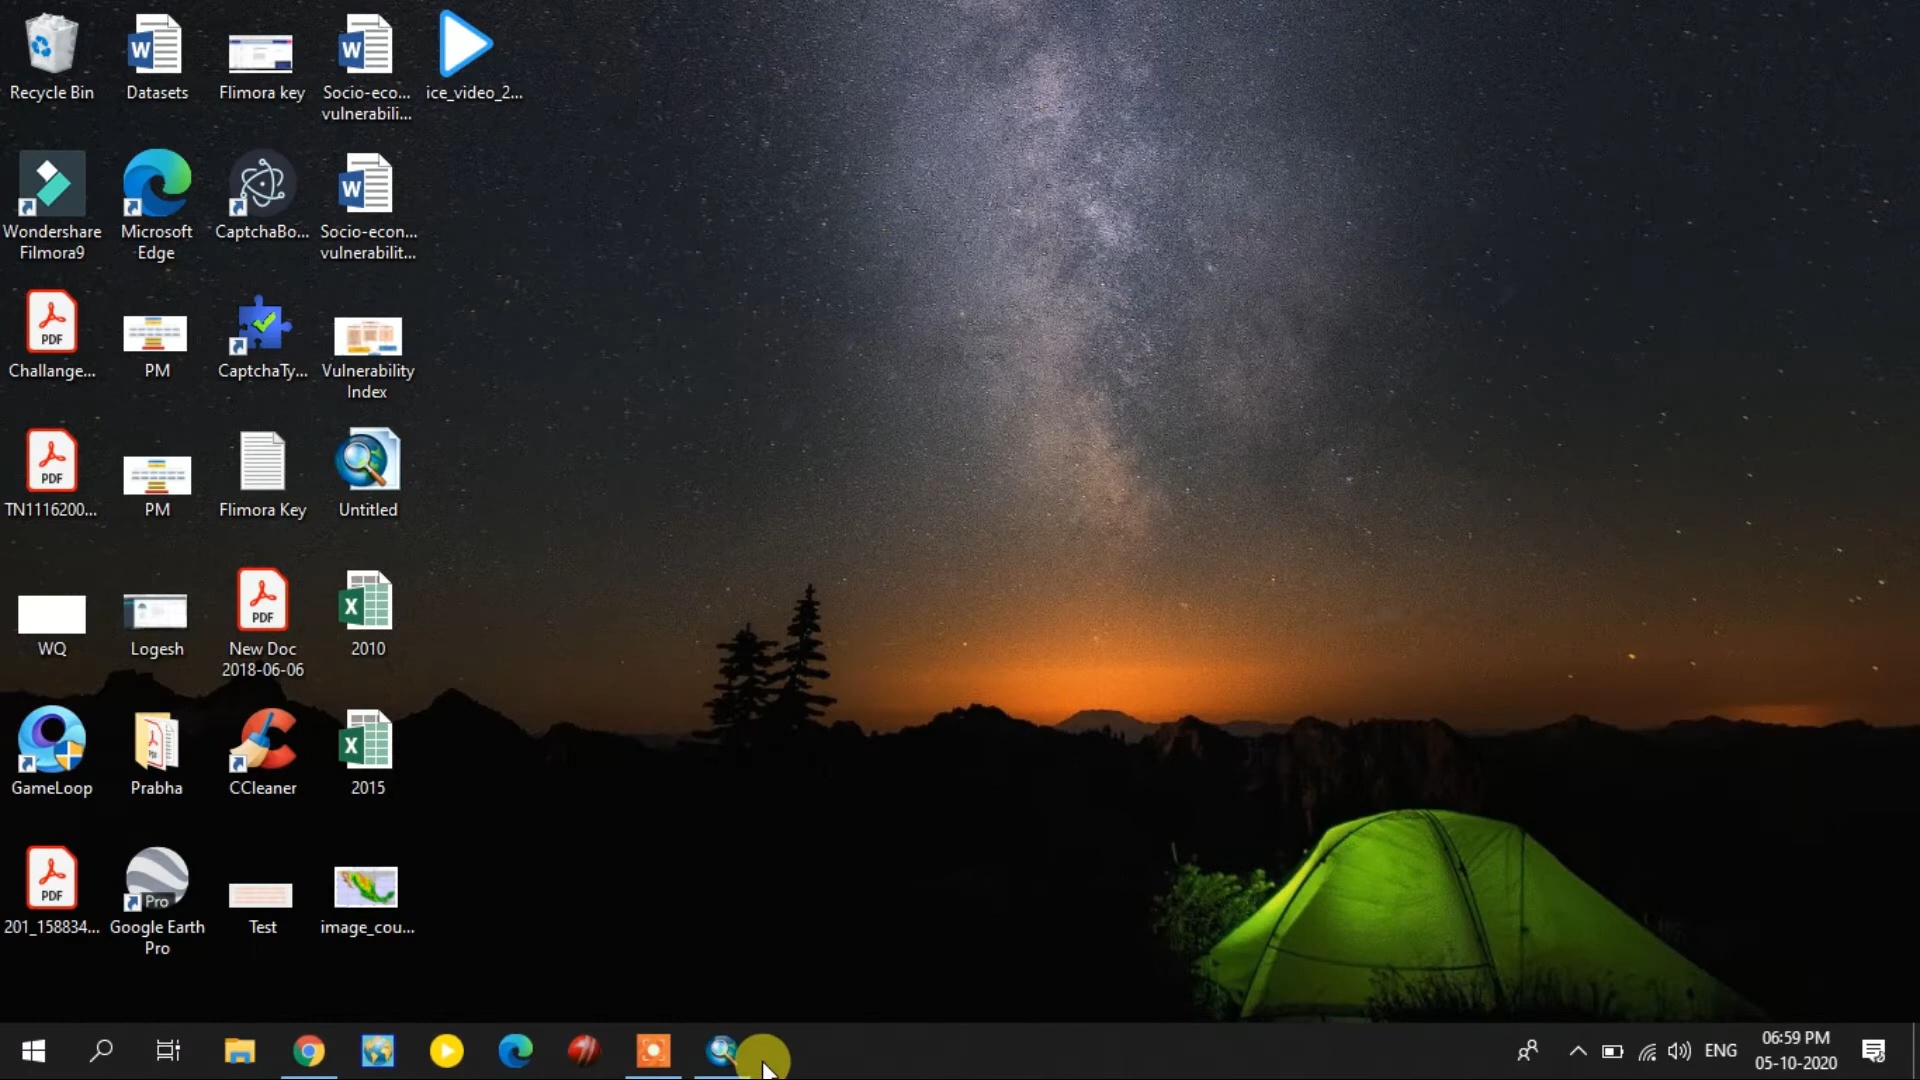 Recycle Bin
Datasets
Flimora key
Socio-eco...
vulnerabili...
ice_video_2...
Wondershare
Filmora9
Microsoft
Edge
CaptchaBo...
Socio-econ...
vulnerabilit...
PDF
Challange...
PM
CaptchaTy...
Vulnerability
Index
PDF
TN1116200...
PM
Flimora Key
Untitled
WQ
Logesh
PDF
New Doc
2018-06-06
2010
GameLoop
Prabha
CCleaner
2015
PDF
201_158834...
Pro
Google Earth
Pro
Test
image_cou...
ENG
06:59 PM
05-10-2020